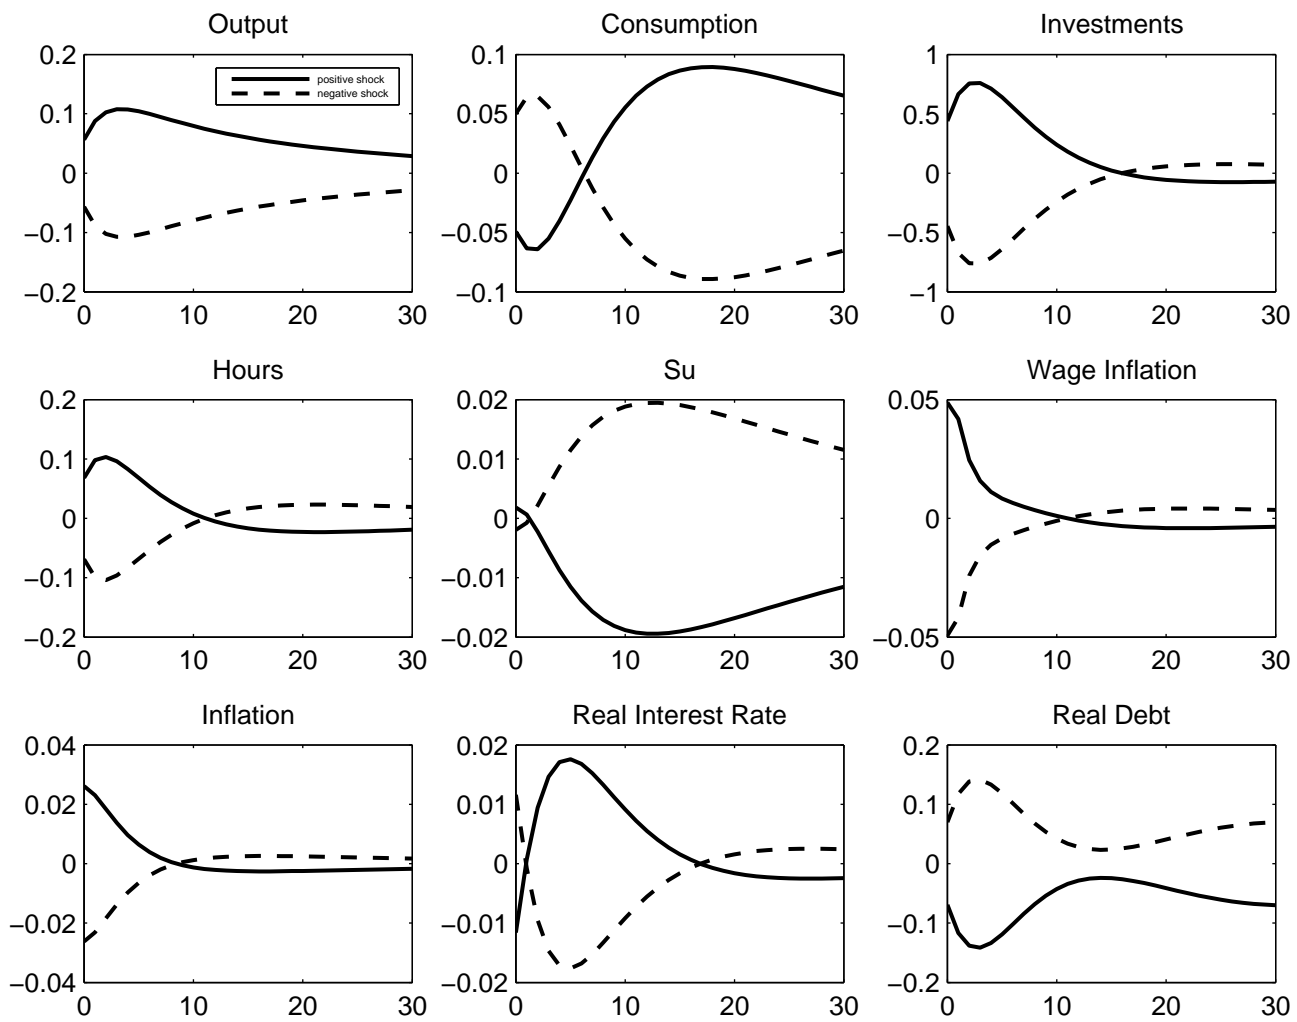 Output
Consumption
Investments
0.2
0.1
0
−0.1
−0.2
0 10 20 30
positive shock
negative shock
0.1
0.05
0
−0.05
−0.1
0 10 20 30
1
0.5
0
−0.5
−1
0 10 20 30
Hours
Su
Wage Inflation
0.2
0.1
0
−0.1
−0.2
0 10 20 30
0.02
0.01
0
−0.01
−0.02
0 10 20 30
0.05
0
−0.05
0 10 20 30
Inflation
Real Interest Rate
Real Debt
0.04
0.02
0
−0.02
−0.04
0 10 20 30
0.02
0.01
0
−0.01
−0.02
0 10 20 30
0.2
0.1
0
−0.1
−0.2
0 10 20 30